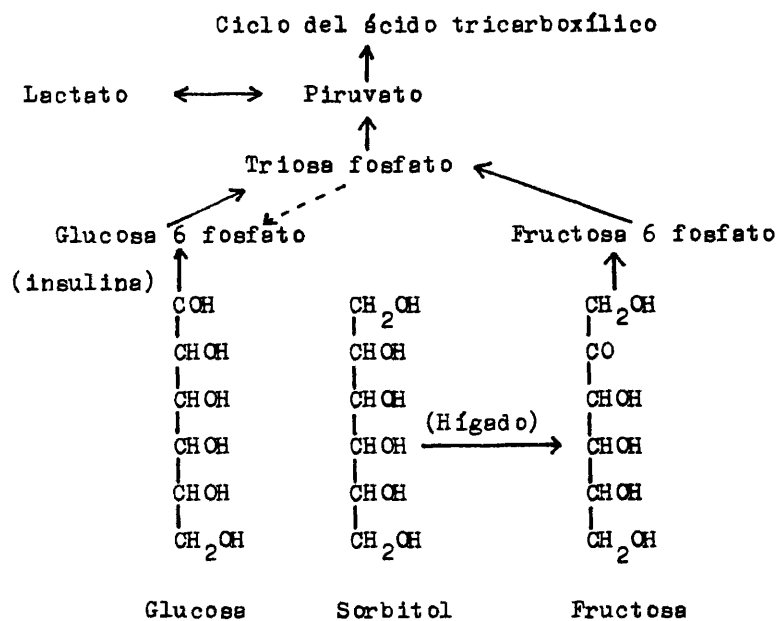 Ciclo del ácido tricarboxílico
Lactato Piruvato
Triosa fosfato
Glucosa 6 fosfato Fructosa 6 fosfato
(insulina)
COH CH2OH CH2OH
CHOH CHOH CO
CHOH CHOH CHOH
(Hígado)
CHOH CHOH CHOH
CHOH CHOH CHOH
CH2OH CH2OH CH2OH
Glucosa Sorbitol Fructosa